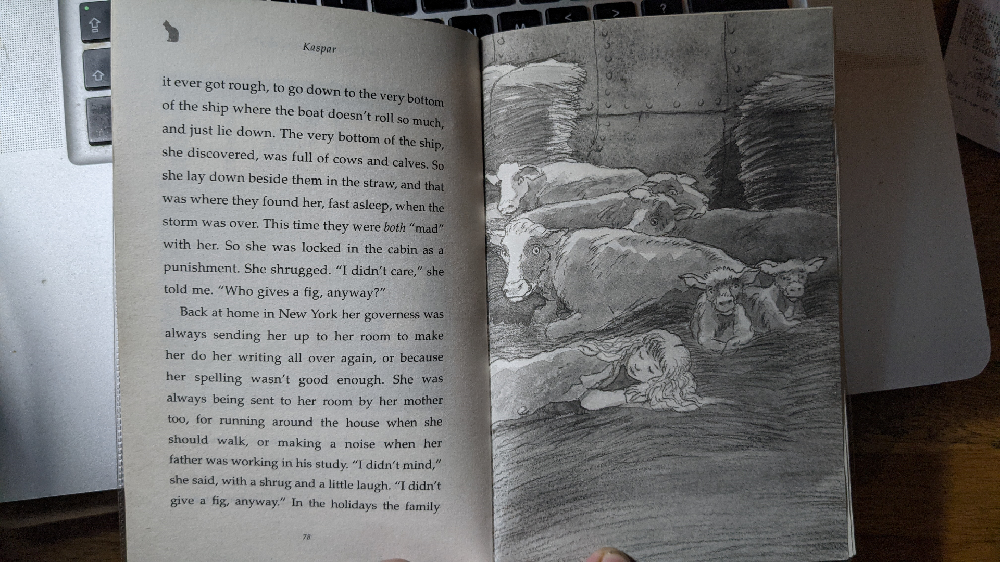 Kaspar
it ever got rough, to go down to the very bottom
of the ship where the boat doesn't roll so much,
and just lie down. The very bottom of the ship,
she discovered, was full of cows and calves. So
she lay down beside them in the straw, and that
was where they found her, fast asleep, when the
storm was over. This time they were both “mad”
with her. So she was locked in the cabin as a
punishment. She shrugged. “I didn't care,” she
told me. “Who gives a fig, anyway?”
Back at home in New York her governess was
always sending her up to her room to make
her do her writing all over again, or because
her spelling wasn't good enough. She was
always being sent to her room by her mother
too, for running around the house when she
should walk, or making a noise when her
father was working in his study. “I didn't mind,”
she said, with a shrug and a little laugh. “I didn't
give a fig, anyway.” In the holidays the family
78
N M < > ?